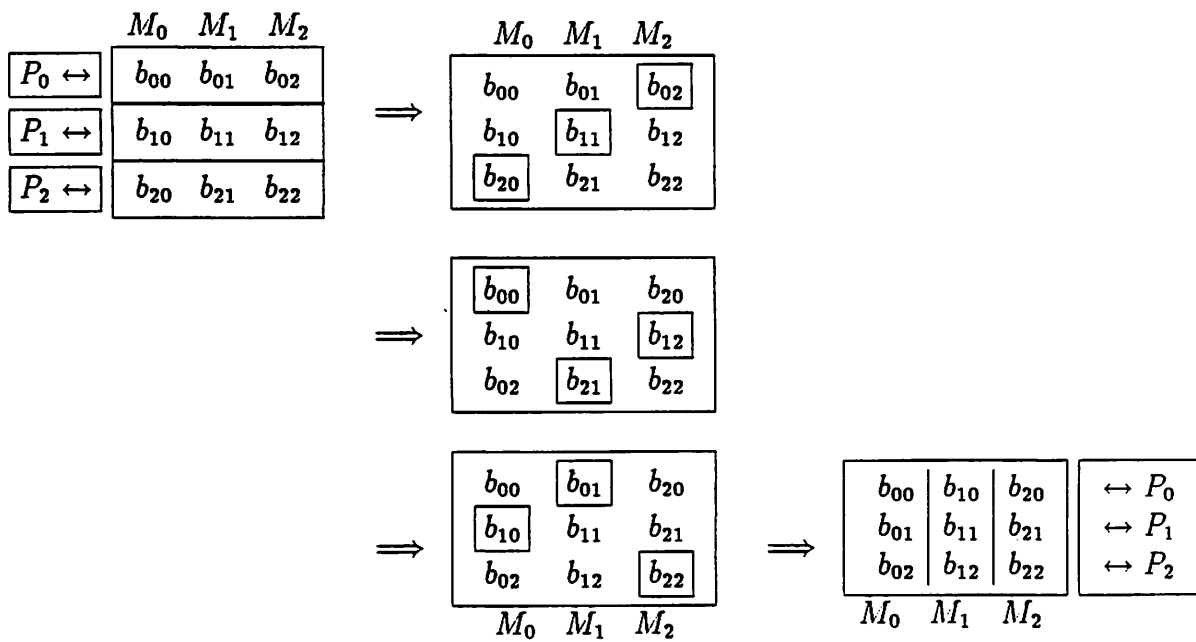 M₀ M₁ M₂
P₀ ↔ b₀₀ b₀₁ b₀₂
P₁ ↔ b₁₀ b₁₁ b₁₂
P₂ ↔ b₂₀ b₂₁ b₂₂
⟹
M₀ M₁ M₂
b₀₀ b₀₁ b₀₂
b₁₀ b₁₁ b₁₂
b₂₀ b₂₁ b₂₂
⟹
b₀₀ b₀₁ b₂₀
b₁₀ b₁₁ b₁₂
b₀₂ b₂₁ b₂₂
⟹
b₀₀ b₀₁ b₂₀
b₁₀ b₁₁ b₂₁
b₀₂ b₁₂ b₂₂
M₀ M₁ M₂
⟹
b₀₀ b₁₀ b₂₀ ↔ P₀
b₀₁ b₁₁ b₂₁ ↔ P₁
b₀₂ b₁₂ b₂₂ ↔ P₂
M₀ M₁ M₂